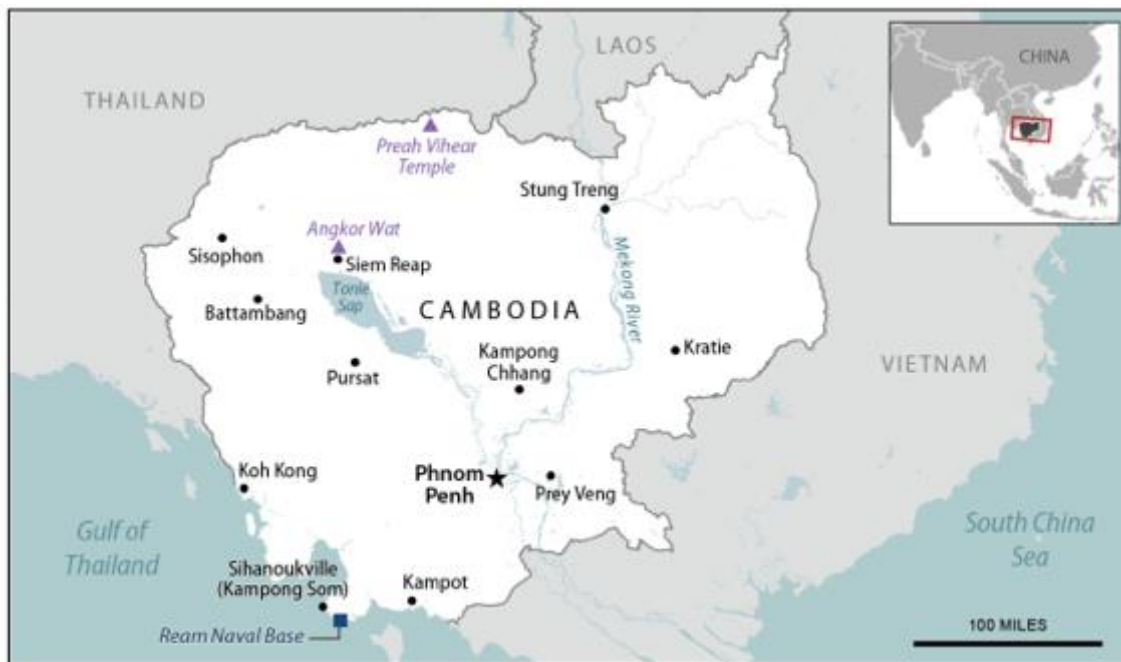 LAOS
CHINA
THAILAND
Preah Vihear
Temple
Stung Treng
Angkor Wat
Sisophon
Siem Reap
Mekong River
Tonle
Sap
Battambang
CAMBODIA
Kampong
Chhang
Kratie
Pursat
VIETNAM
Koh Kong
Phnom
Penh
Prey Veng
Gulf of
Thailand
South China
Sea
Sihanoukville
(Kampong Som)
Kampot
Ream Naval Base
100 MILES